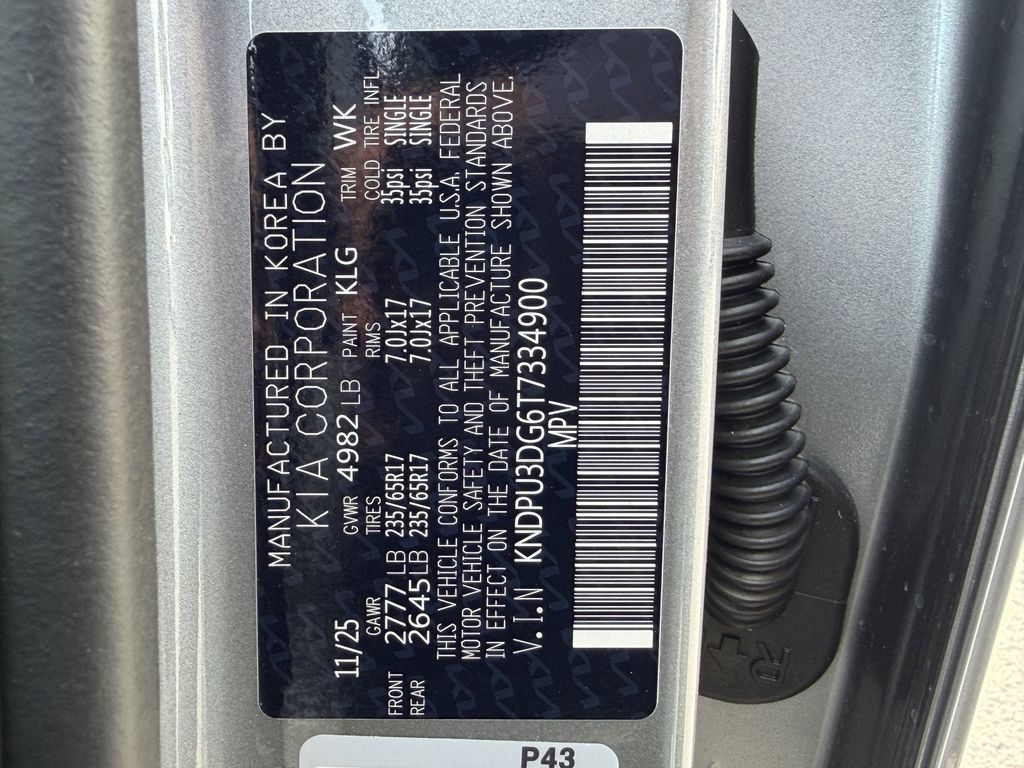 MANUFACTURED IN KOREA BY
KIA CORPORATION
11/25 GVWR 4982 LB PAINT KLG TRIM WK
GAWR TIRES RIMS COLD TIRE INFL
FRONT 2777 LB 235/65R17 7.0Jx17 35psi SINGLE
REAR 2645 LB 235/65R17 7.0Jx17 35psi SINGLE
THIS VEHICLE CONFORMS TO ALL APPLICABLE U.S.A. FEDERAL
MOTOR VEHICLE SAFETY AND THEFT PREVENTION STANDARDS
IN EFFECT ON THE DATE OF MANUFACTURE SHOWN ABOVE.
V.I.N KNDPU3DG6T7334900
MPV
P43
R